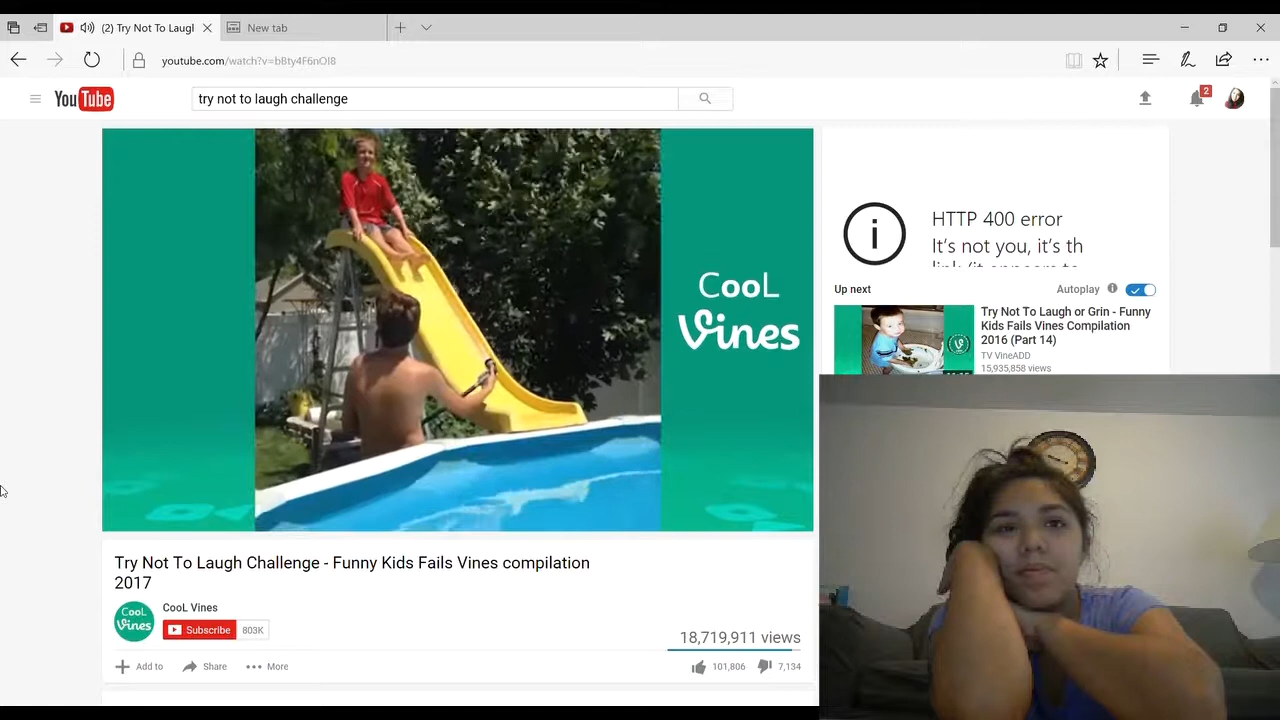 (2) Try Not To Laugl
New tab
youtube.com/watch?v=bBty4F6nOl8
YouTube
try not to laugh challenge
2
CooL
Vines
HTTP 400 error
It's not you, it's th
Up next
Autoplay
Try Not To Laugh or Grin - Funny
Kids Fails Vines Compilation
2016 (Part 14)
TV VineADD
15,935,858 views
Try Not To Laugh Challenge - Funny Kids Fails Vines compilation
2017
CooL
Vines
CooL Vines
Subscribe 803K
18,719,911 views
Add to
Share
More
101,806
7,134